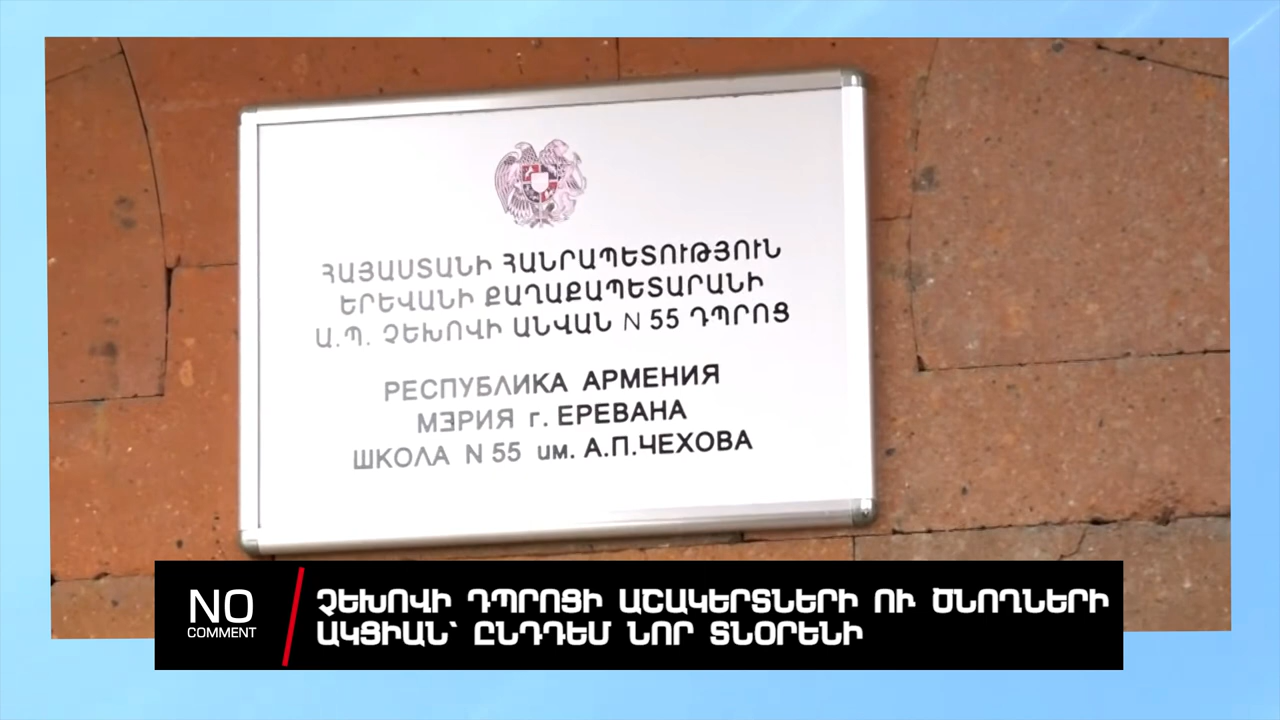 ՀԱՅԱՍՏԱՆԻ ՀԱՆՐԱՊԵՏՈՒԹՅՈՒՆ
ԵՐԵՎԱՆԻ ՔԱՂԱՔԱՊԵՏԱՐԱՆԻ
Ա.Պ. ՉԵԽՈՎԻ ԱՆՎԱՆ N 55 ԴՊՐՈՑ
РЕСПУБЛИКА АРМЕНИЯ
МЭРИЯ г. ЕРЕВАНА
ШКОЛА N 55 им. А.П.ЧЕХОВА
NO
COMMENT
ՉԵԽՈՎԻ ԴՊՐՈՑԻ ԱՇԱԿԵՐՏՆԵՐԻ ՈՒ ԾՆՈՂՆԵՐԻ
ԱԿՑԻԱՆ՝ ԸՆԴԴԵՄ ՆՈՐ ՏՆՕՐԵՆԻ